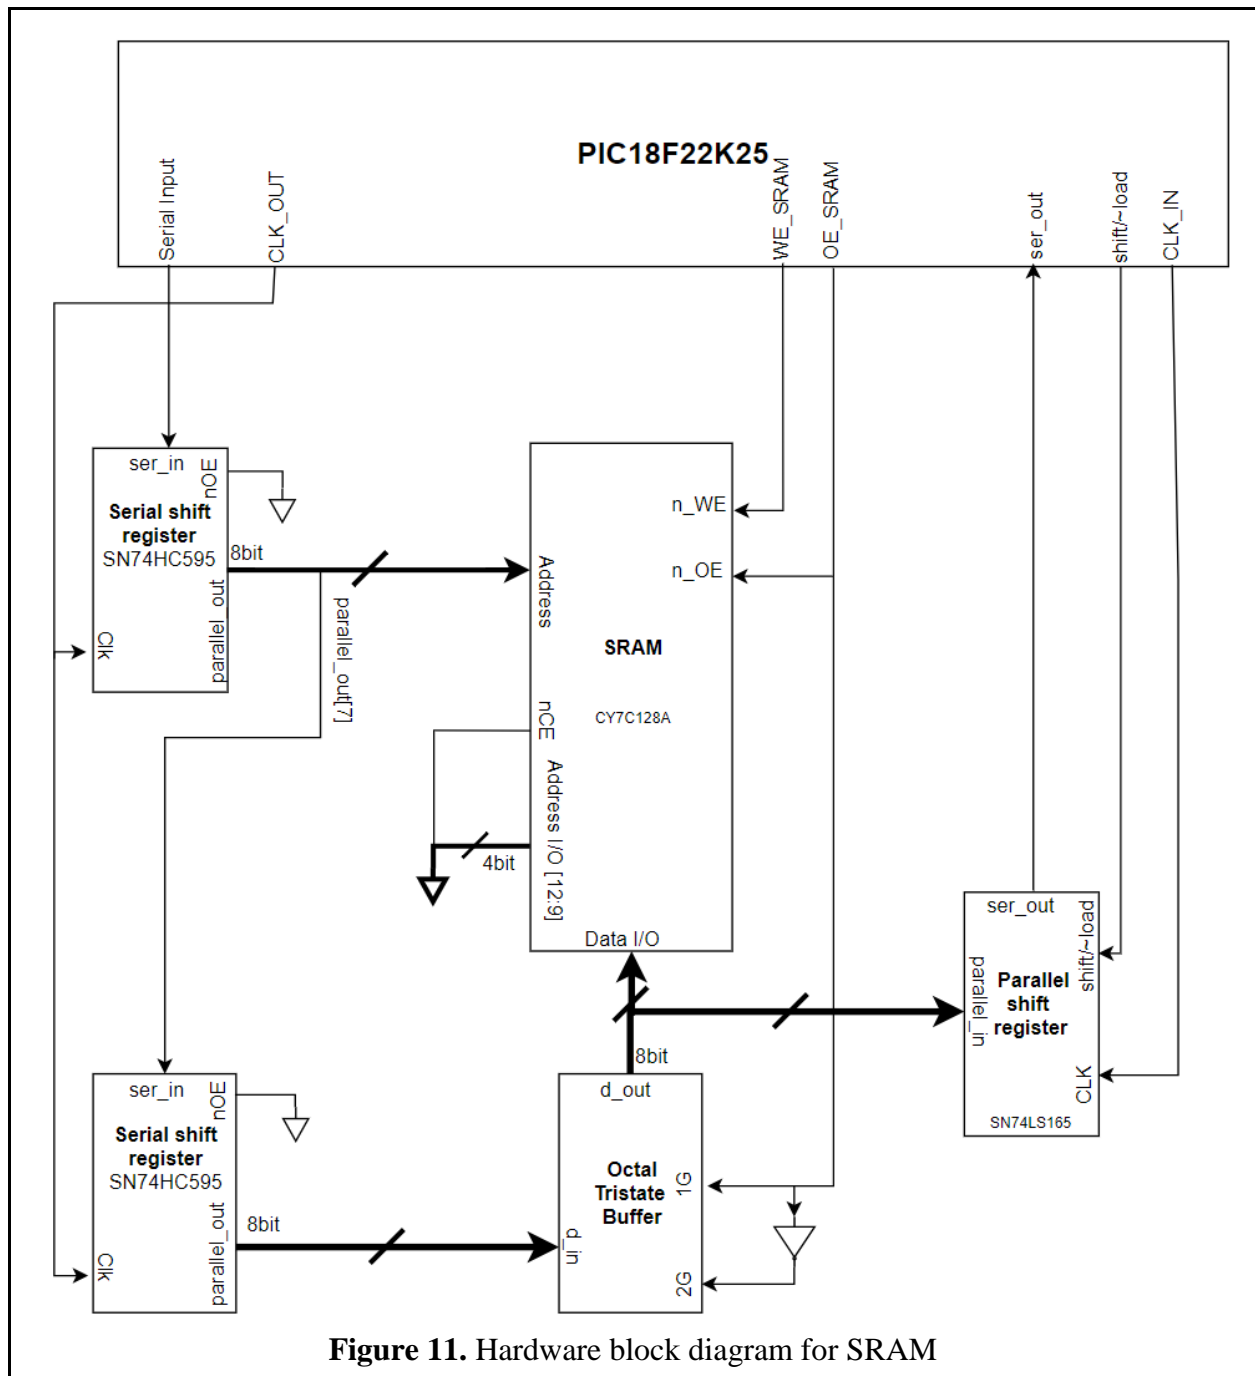 PIC18F22K25
Serial Input
CLK_OUT
WE_SRAM
OE_SRAM
ser_out
shift/~load
CLK_IN
ser_in
nOE
Serial shift
register
SN74HC595
8bit
parallel_out
Clk
parallel_out[7]
n_WE
n_OE
Address
SRAM
CY7C128A
nCE
Address I/O [12:9]
4bit
Data I/O
ser_out
shift/~load
parallel_in
Parallel
shift
register
CLK
SN74LS165
8bit
ser_in
nOE
Serial shift
register
SN74HC595
parallel_out
8bit
Clk
d_out
Octal
Tristate
Buffer
1G
2G
d_in
Figure 11. Hardware block diagram for SRAM